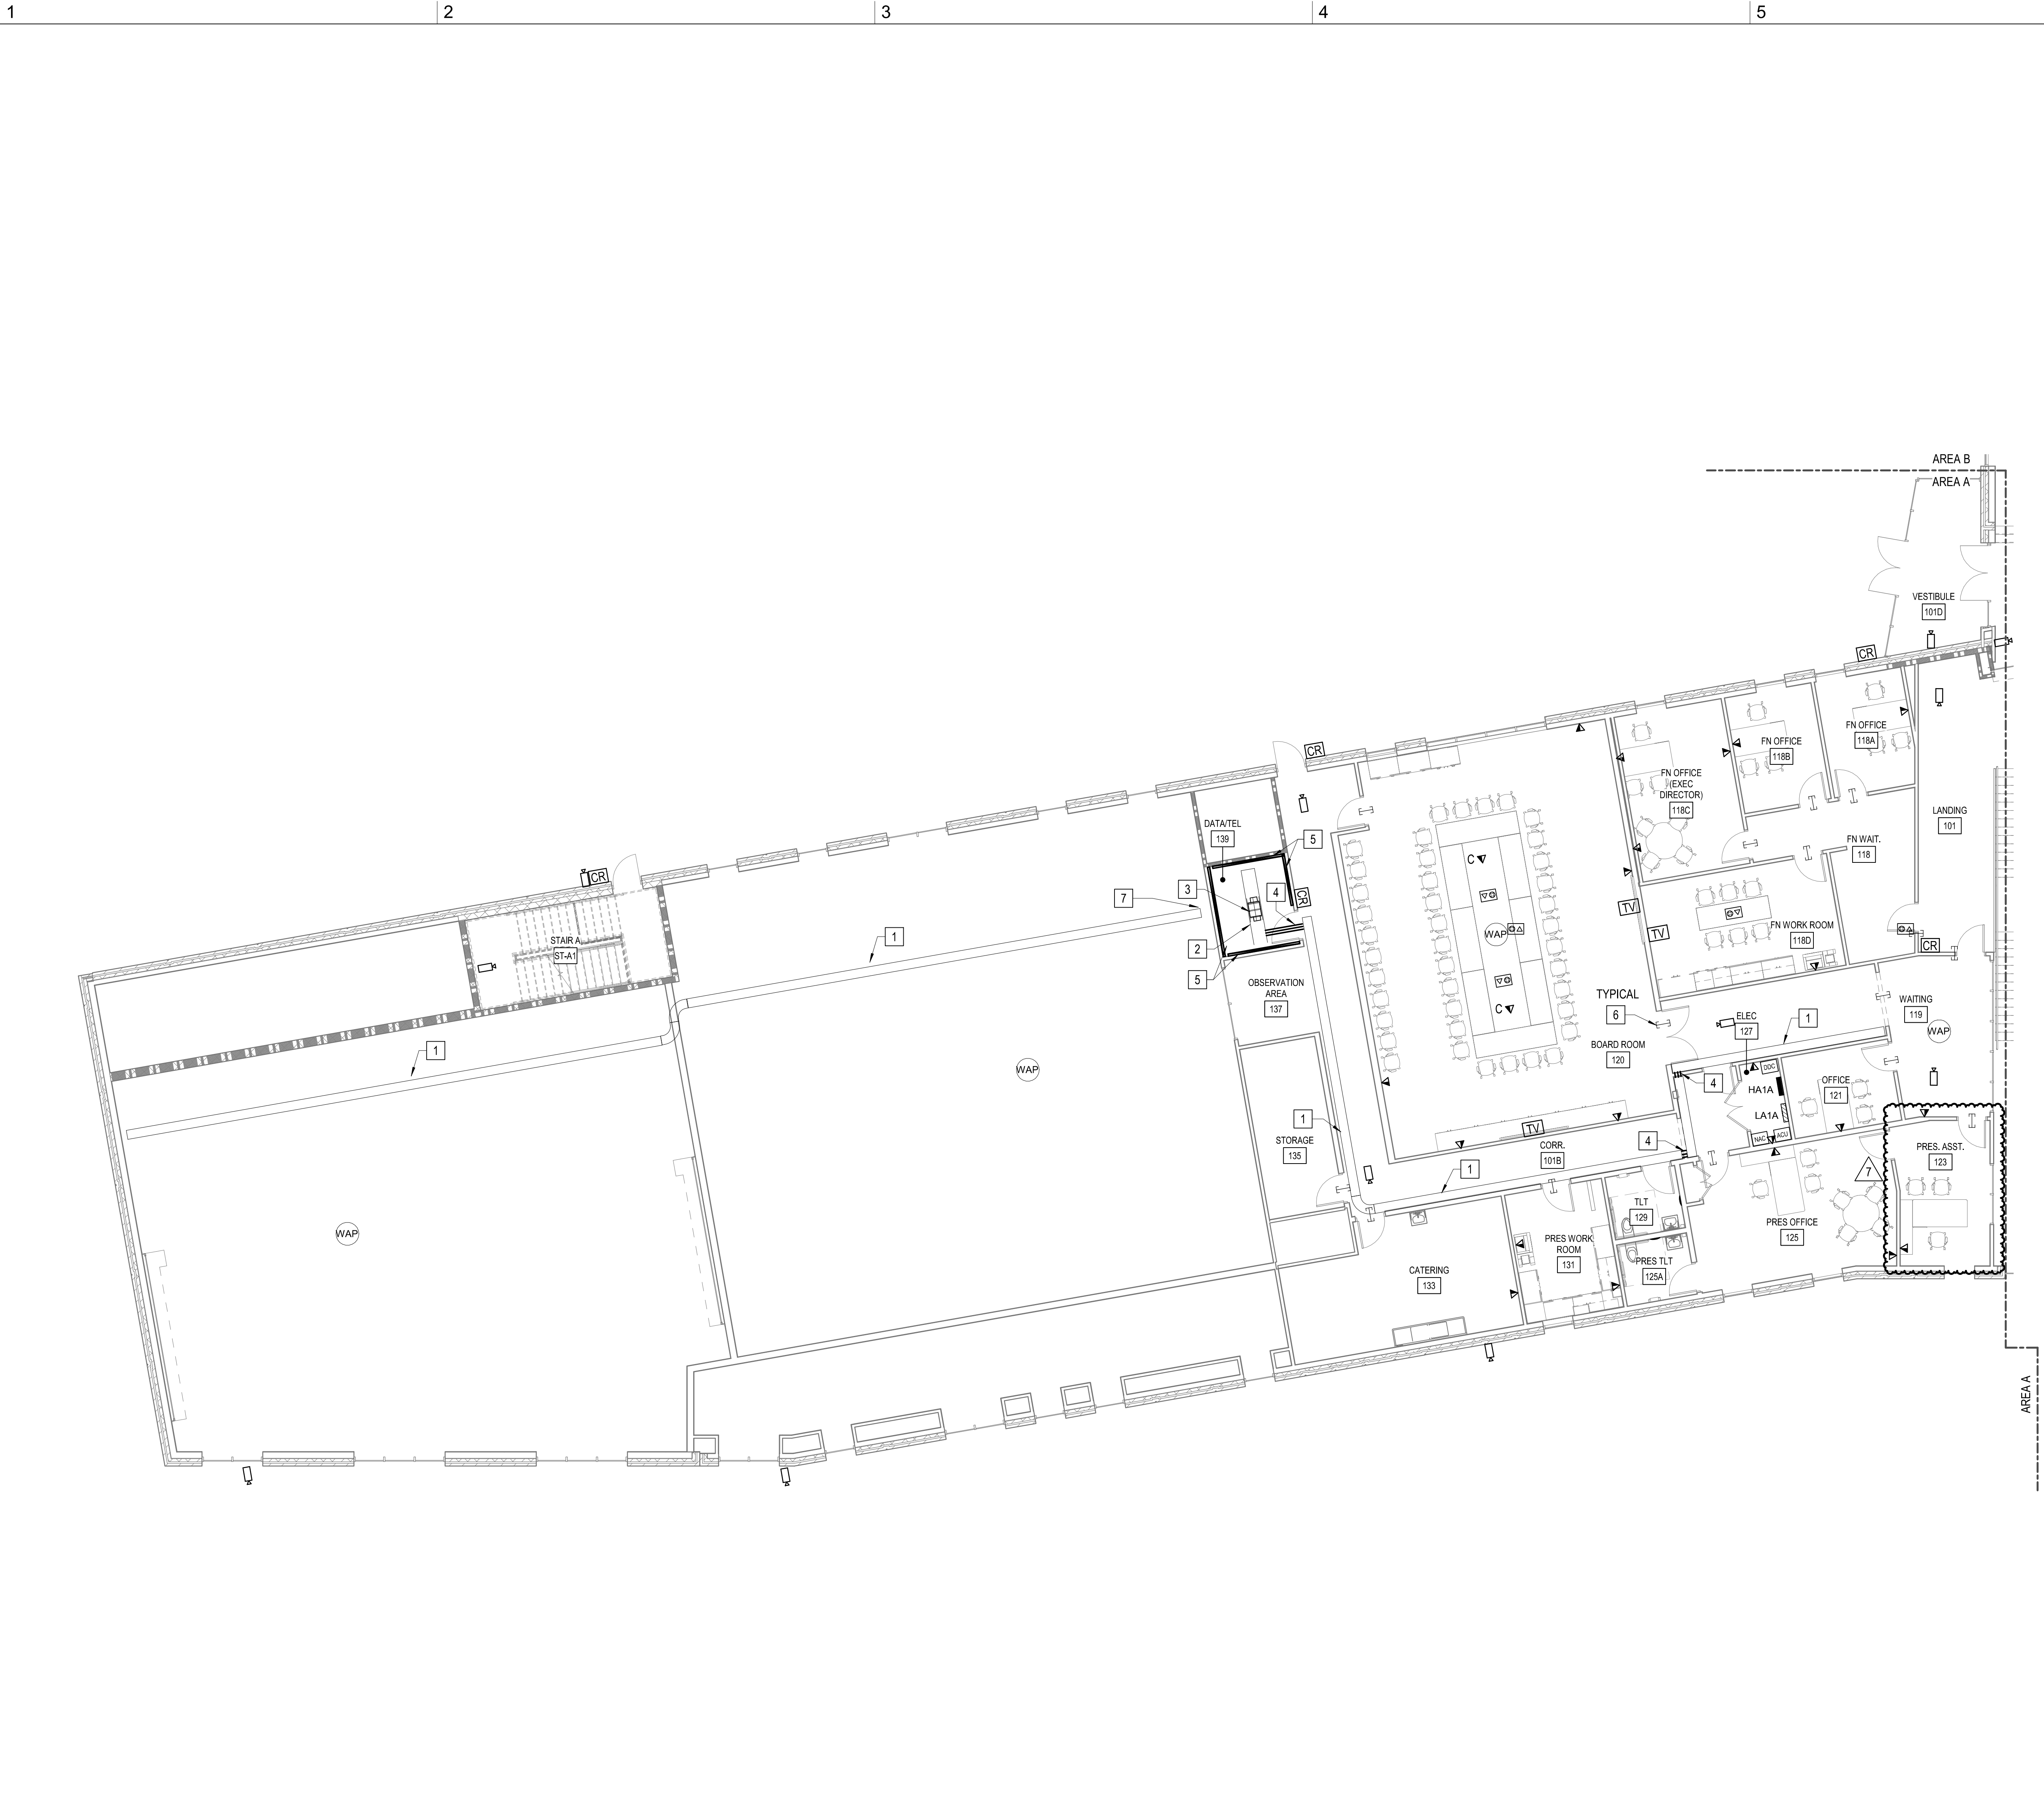 1
2
3
4
5
AREA B
AREA A
VESTIBULE
101D
CR
FN OFFICE
118A
FN OFFICE
118B
CR
FN OFFICE
(EXEC
DIRECTOR)
118C
LANDING
101
DATA/TEL
139
5
FN WAIT.
118
C
CR
3
4
CR
7
TV
FN WORK ROOM
118D
1
WAP
TV
STAIR A
ST-A1
2
CR
5
OBSERVATION
AREA
137
TYPICAL
6
C
WAITING
119
ELEC
127
1
WAP
1
BOARD ROOM
120
WAP
DDC
4
HA1A
OFFICE
121
LA1A
1
TV
NAC
ACU
STORAGE
135
4
CORR.
101B
PRES. ASST.
123
1
7
TLT
129
PRES OFFICE
125
WAP
PRES WORK
ROOM
131
PRES TLT
125A
CATERING
133
AREA A